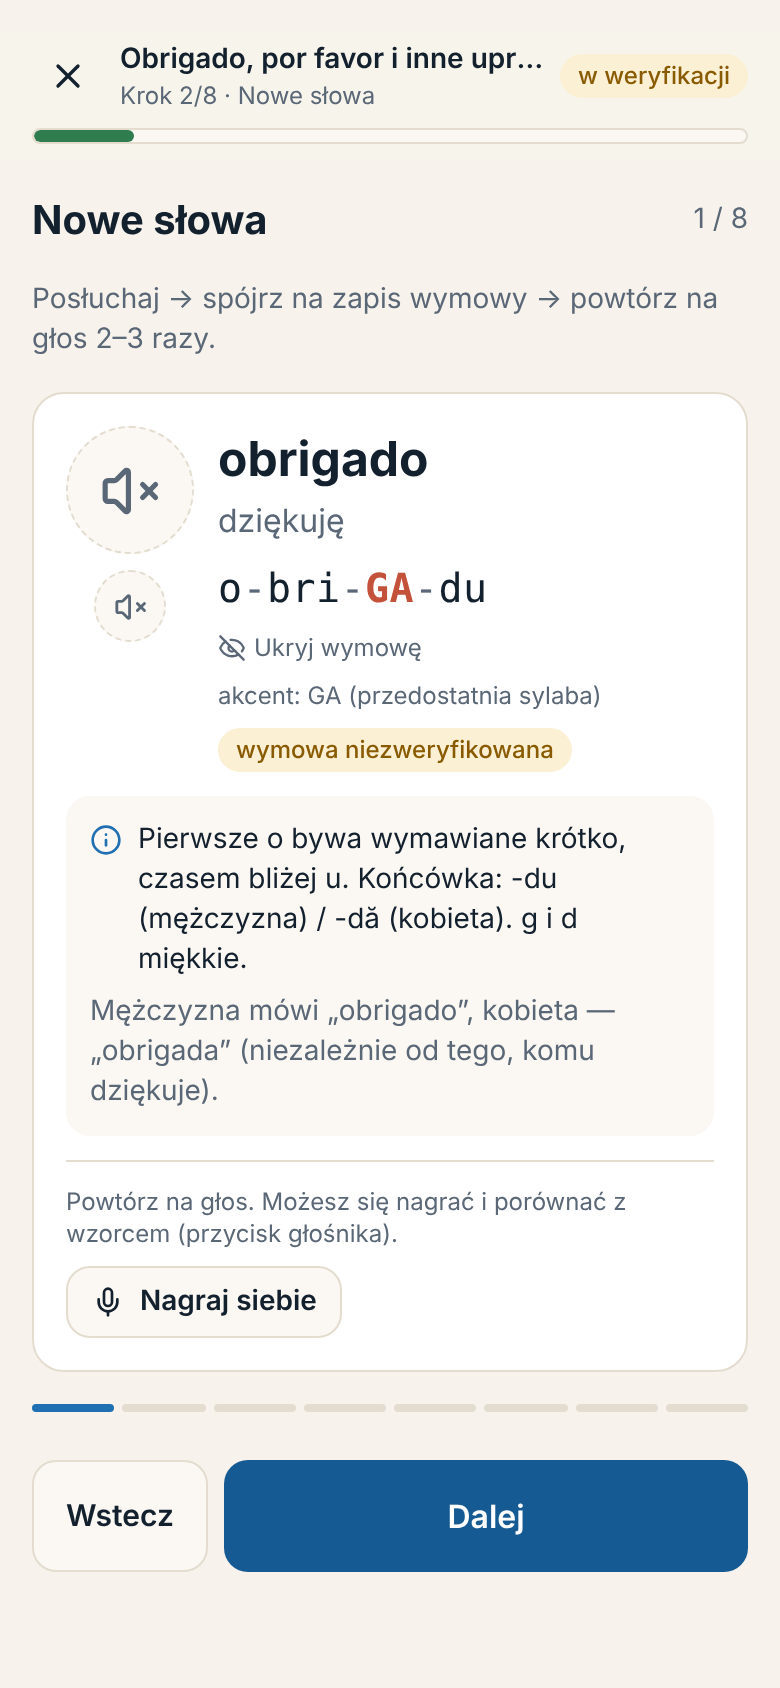 Obrigado, por favor i inne upr...
w weryfikacji
Krok 2/8 · Nowe słowa
Nowe słowa
1 / 8
Posłuchaj → spójrz na zapis wymowy → powtórz na
głos 2–3 razy.
obrigado
dziękuję
o-bri-GA-du
Ukryj wymowę
akcent: GA (przedostatnia sylaba)
wymowa niezweryfikowana
Pierwsze o bywa wymawiane krótko,
czasem bliżej u. Końcówka: -du
(mężczyzna) / -dă (kobieta). g i d
miękkie.
Mężczyzna mówi „obrigado”, kobieta —
„obrigada” (niezależnie od tego, komu
dziękuje).
Powtórz na głos. Możesz się nagrać i porównać z
wzorcem (przycisk głośnika).
Nagraj siebie
Wstecz
Dalej